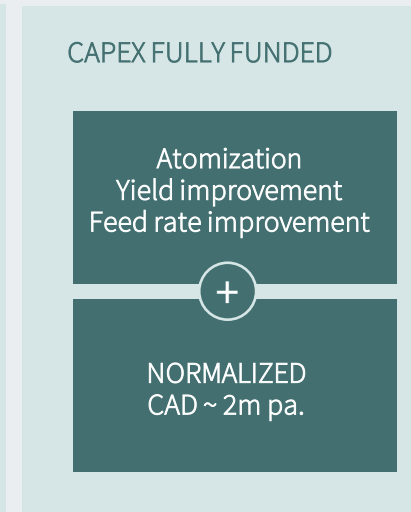 CAPEX FULLY FUNDED
Atomization
Yield improvement
Feed rate improvement
+
NORMALIZED
CAD ~ 2m pa.